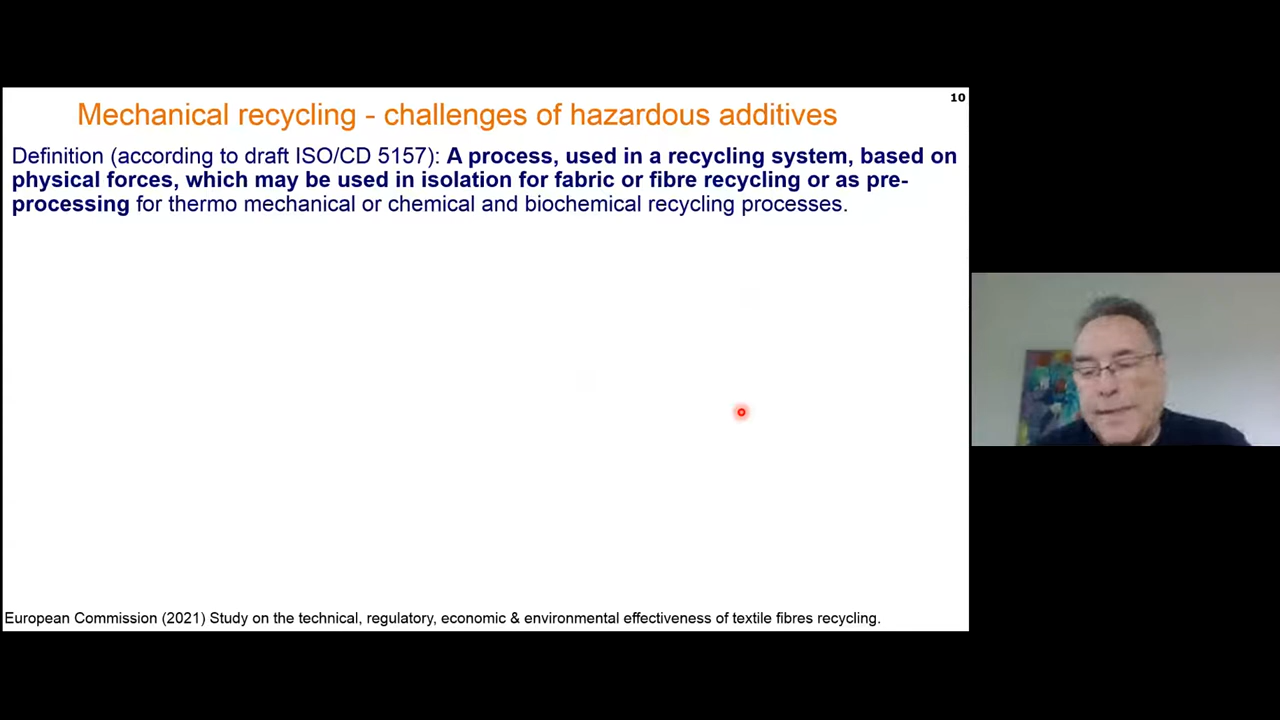 10
Mechanical recycling - challenges of hazardous additives
Definition (according to draft ISO/CD 5157): A process, used in a recycling system, based on
physical forces, which may be used in isolation for fabric or fibre recycling or as pre-
processing for thermo mechanical or chemical and biochemical recycling processes.
European Commission (2021) Study on the technical, regulatory, economic & environmental effectiveness of textile fibres recycling.